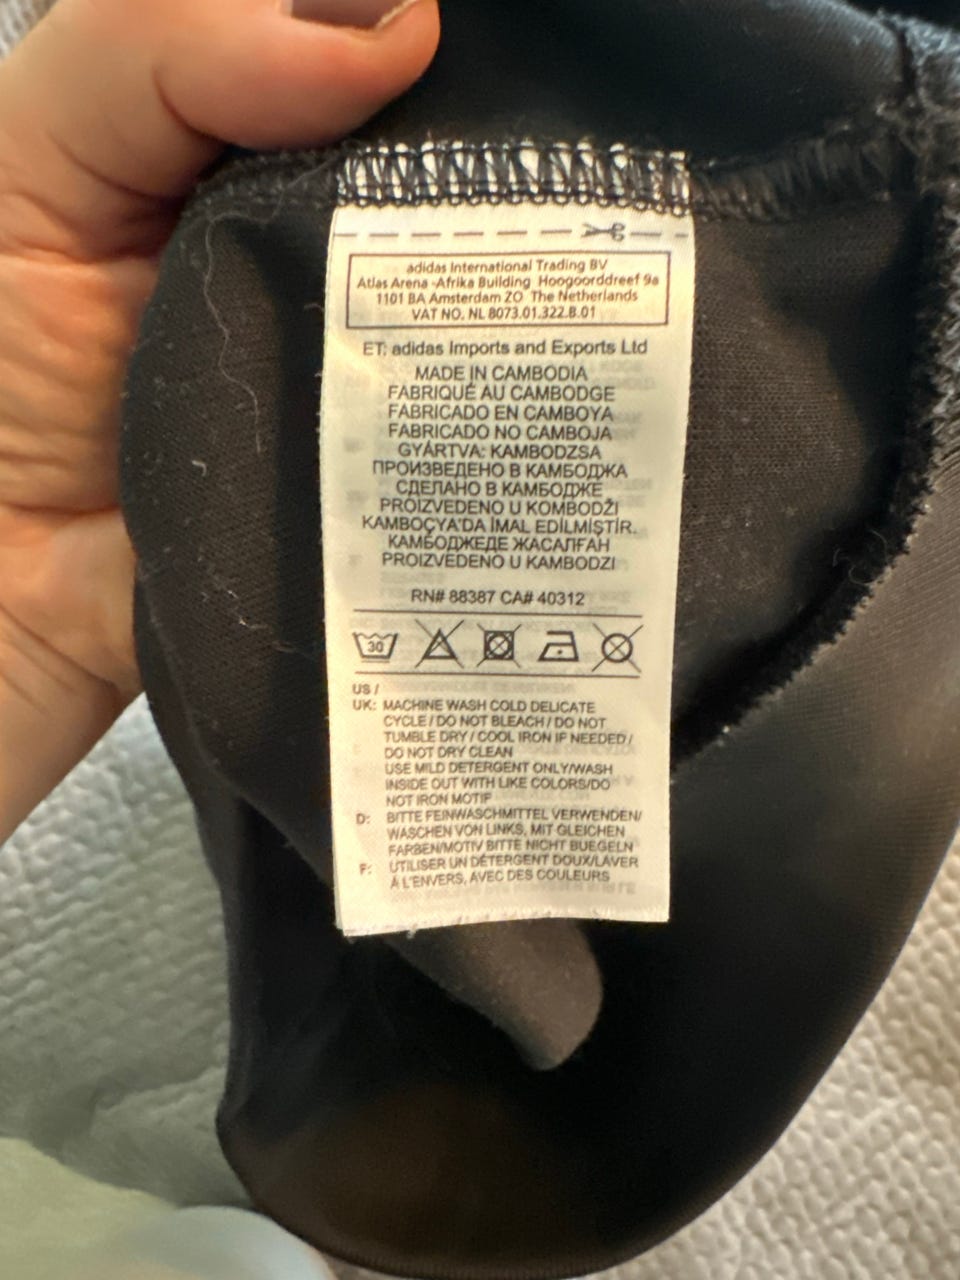 adidas International Trading BV
Atlas Arena -Afrika Building Hoogoorddreef 9a
1101 BA Amsterdam ZO The Netherlands
VAT NO. NL 8073.01.322.B.01
ET: adidas Imports and Exports Ltd
MADE IN CAMBODIA
FABRIQUÉ AU CAMBODGE
FABRICADO EN CAMBOYA
FABRICADO NO CAMBOJA
GYÁRTVA: KAMBODZSA
ПРОИЗВЕДЕНО В КАМБОДЖА
СДЕЛАНО В КАМБОДЖЕ
PROIZVEDENO U KOMBODŽI
KAMBOÇYA'DA İMAL EDİLMİŞTİR.
КАМБОДЖЕДЕ ЖАСАЛҒАН
PROIZVEDENO U KAMBODZI
RN# 88387 CA# 40312
30
US /
UK: MACHINE WASH COLD DELICATE
CYCLE / DO NOT BLEACH / DO NOT
TUMBLE DRY / COOL IRON IF NEEDED /
DO NOT DRY CLEAN
USE MILD DETERGENT ONLY/WASH
INSIDE OUT WITH LIKE COLORS/DO
NOT IRON MOTIF
D: BITTE FEINWASCHMITTEL VERWENDEN/
WASCHEN VON LINKS, MIT GLEICHEN
FARBEN/MOTIV BITTE NICHT BUEGELN
F: UTILISER UN DÉTERGENT DOUX/LAVER
À L'ENVERS, AVEC DES COULEURS